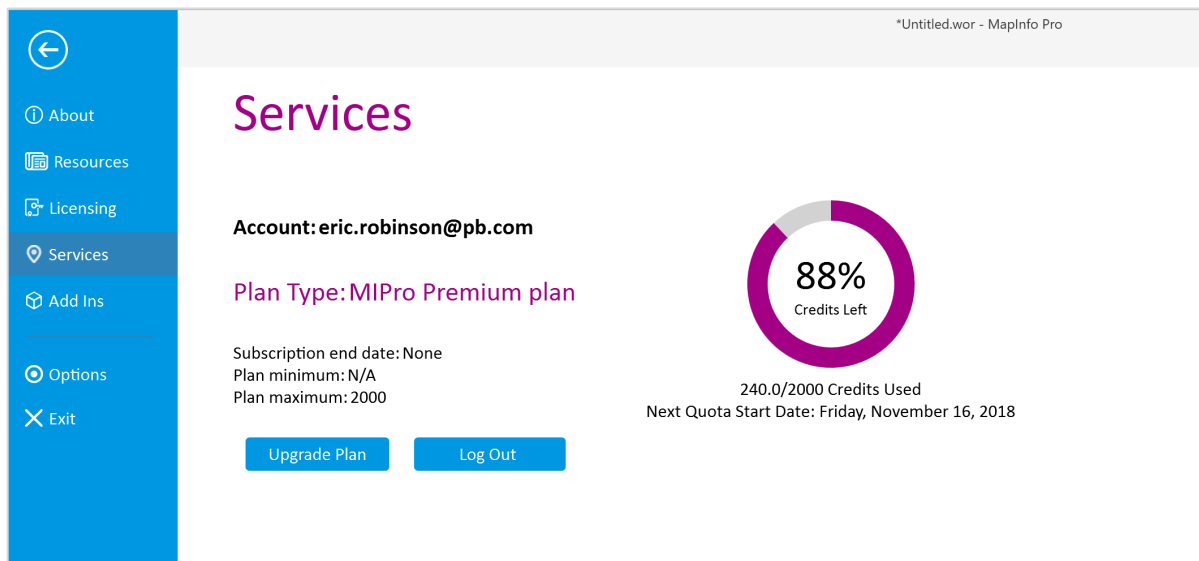 *Untitled.wor - MapInfo Pro
About
Resources
Licensing
Services
Add Ins
Options
Exit
Services
Account: eric.robinson@pb.com
Plan Type: MIPro Premium plan
Subscription end date: None
Plan minimum: N/A
Plan maximum: 2000
Upgrade Plan
Log Out
88%
Credits Left
240.0/2000 Credits Used
Next Quota Start Date: Friday, November 16, 2018